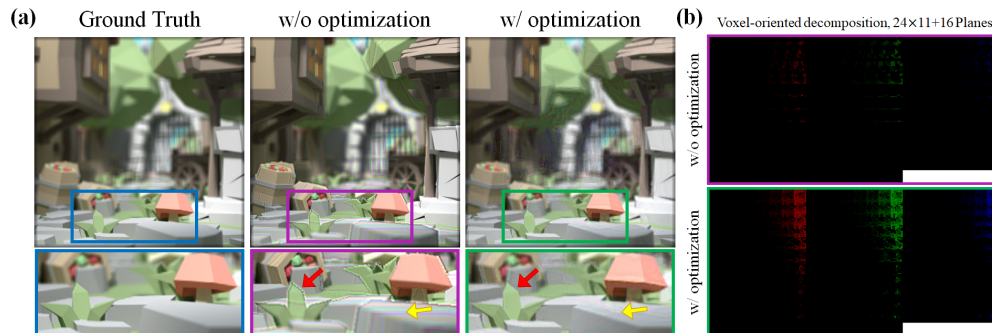 (a)
Ground Truth
w/o optimization
w/ optimization
(b)
Voxel-oriented decomposition, 24×11+16 Planes
w/o optimization
w/ optimization